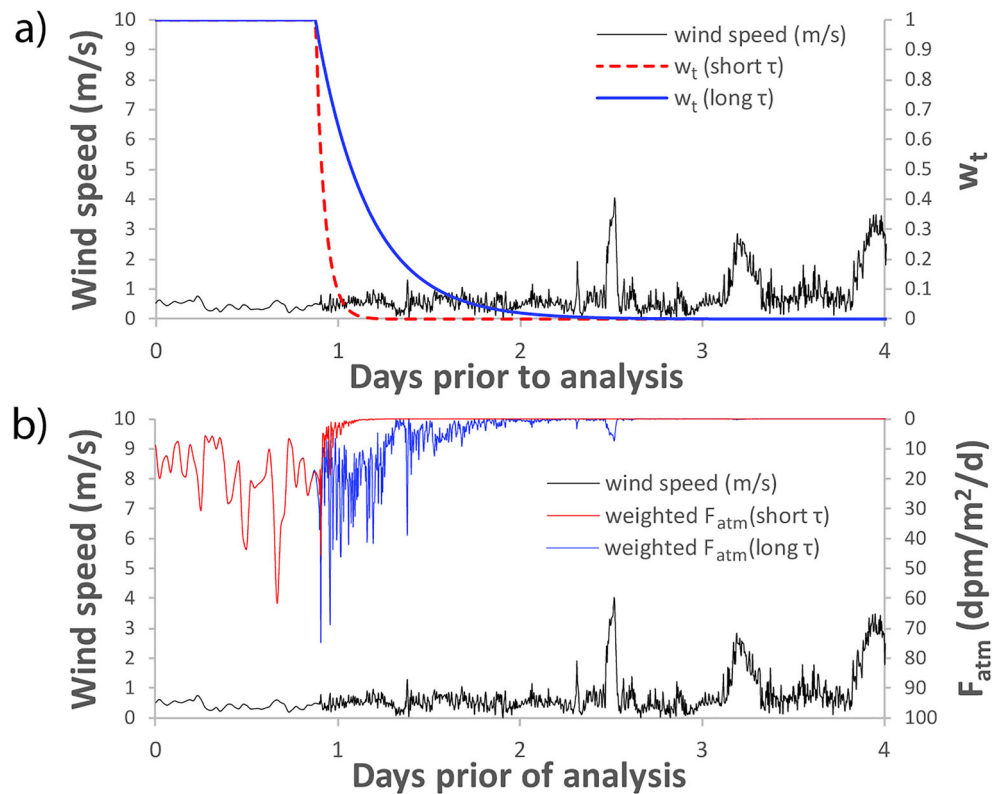 a)
Wind speed (m/s)
10
9
8
7
6
5
4
3
2
1
0
wind speed (m/s)
wt (short τ)
wt (long τ)
1
0.9
0.8
0.7
0.6
0.5
0.4
0.3
0.2
0.1
0
wt
0 1 2 3 4
Days prior to analysis
b)
Wind speed (m/s)
10
9
8
7
6
5
4
3
2
1
0
wind speed (m/s)
weighted Fatm(short τ)
weighted Fatm(long τ)
0
10
20
30
40
50
60
70
80
90
100
Fatm (dpm/m²/d)
0 1 2 3 4
Days prior of analysis